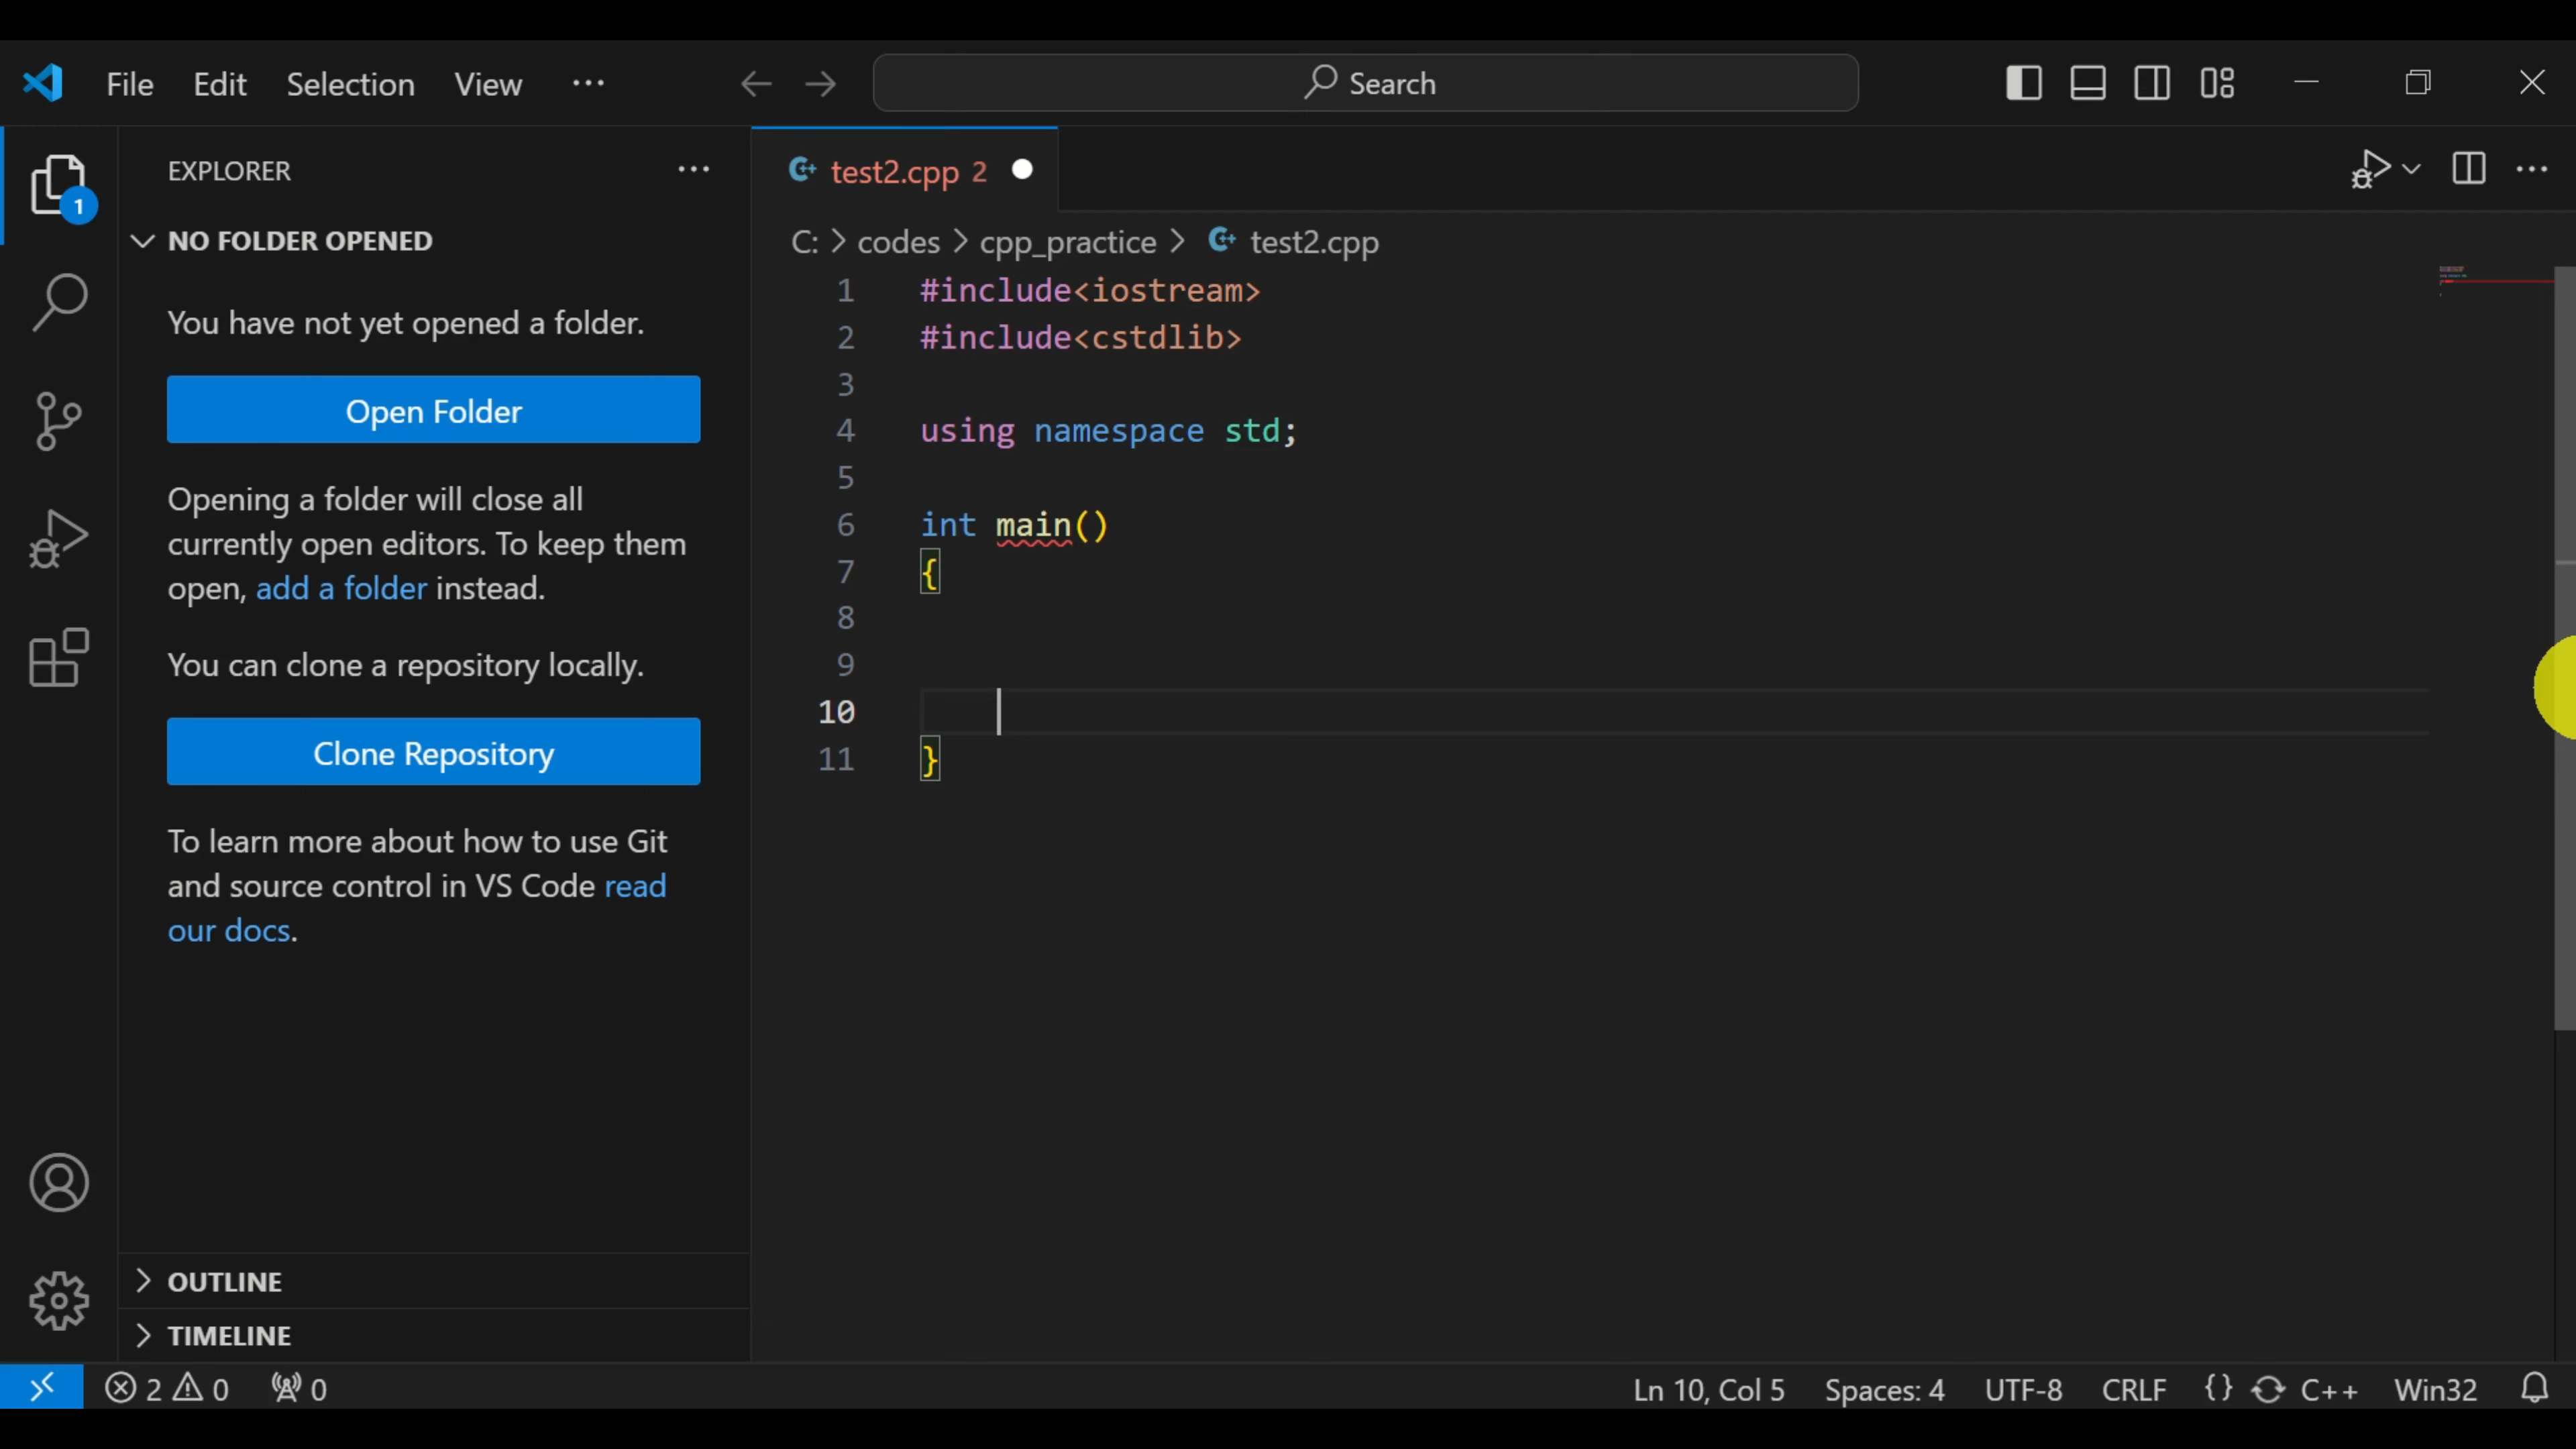 File Edit Selection View ··· Search
EXPLORER ···
NO FOLDER OPENED
You have not yet opened a folder.
Open Folder
Opening a folder will close all
currently open editors. To keep them
open, add a folder instead.
You can clone a repository locally.
Clone Repository
To learn more about how to use Git
and source control in VS Code read
our docs.
OUTLINE
TIMELINE
1
test2.cpp 2
C: > codes > cpp_practice > test2.cpp
1 #include<iostream>
2 #include<cstdlib>
3
4 using namespace std;
5
6 int main()
7 {
8
9
10
11 }
2 0 0 Ln 10, Col 5 Spaces: 4 UTF-8 CRLF {} C++ Win32